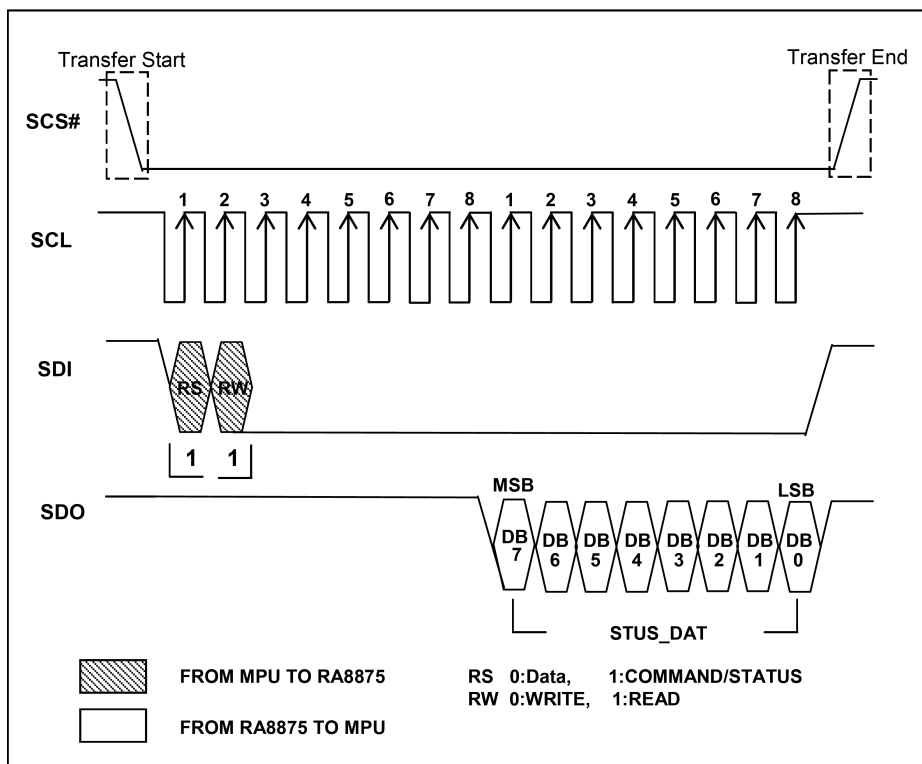 Transfer Start
Transfer End
SCS#
1 2 3 4 5 6 7 8 1 2 3 4 5 6 7 8
SCL
SDI
RS RW
1 1
SDO
MSB LSB
DB 7 DB 6 DB 5 DB 4 DB 3 DB 2 DB 1 DB 0
STUS_DAT
FROM MPU TO RA8875
RS 0:Data, 1:COMMAND/STATUS
RW 0:WRITE, 1:READ
FROM RA8875 TO MPU